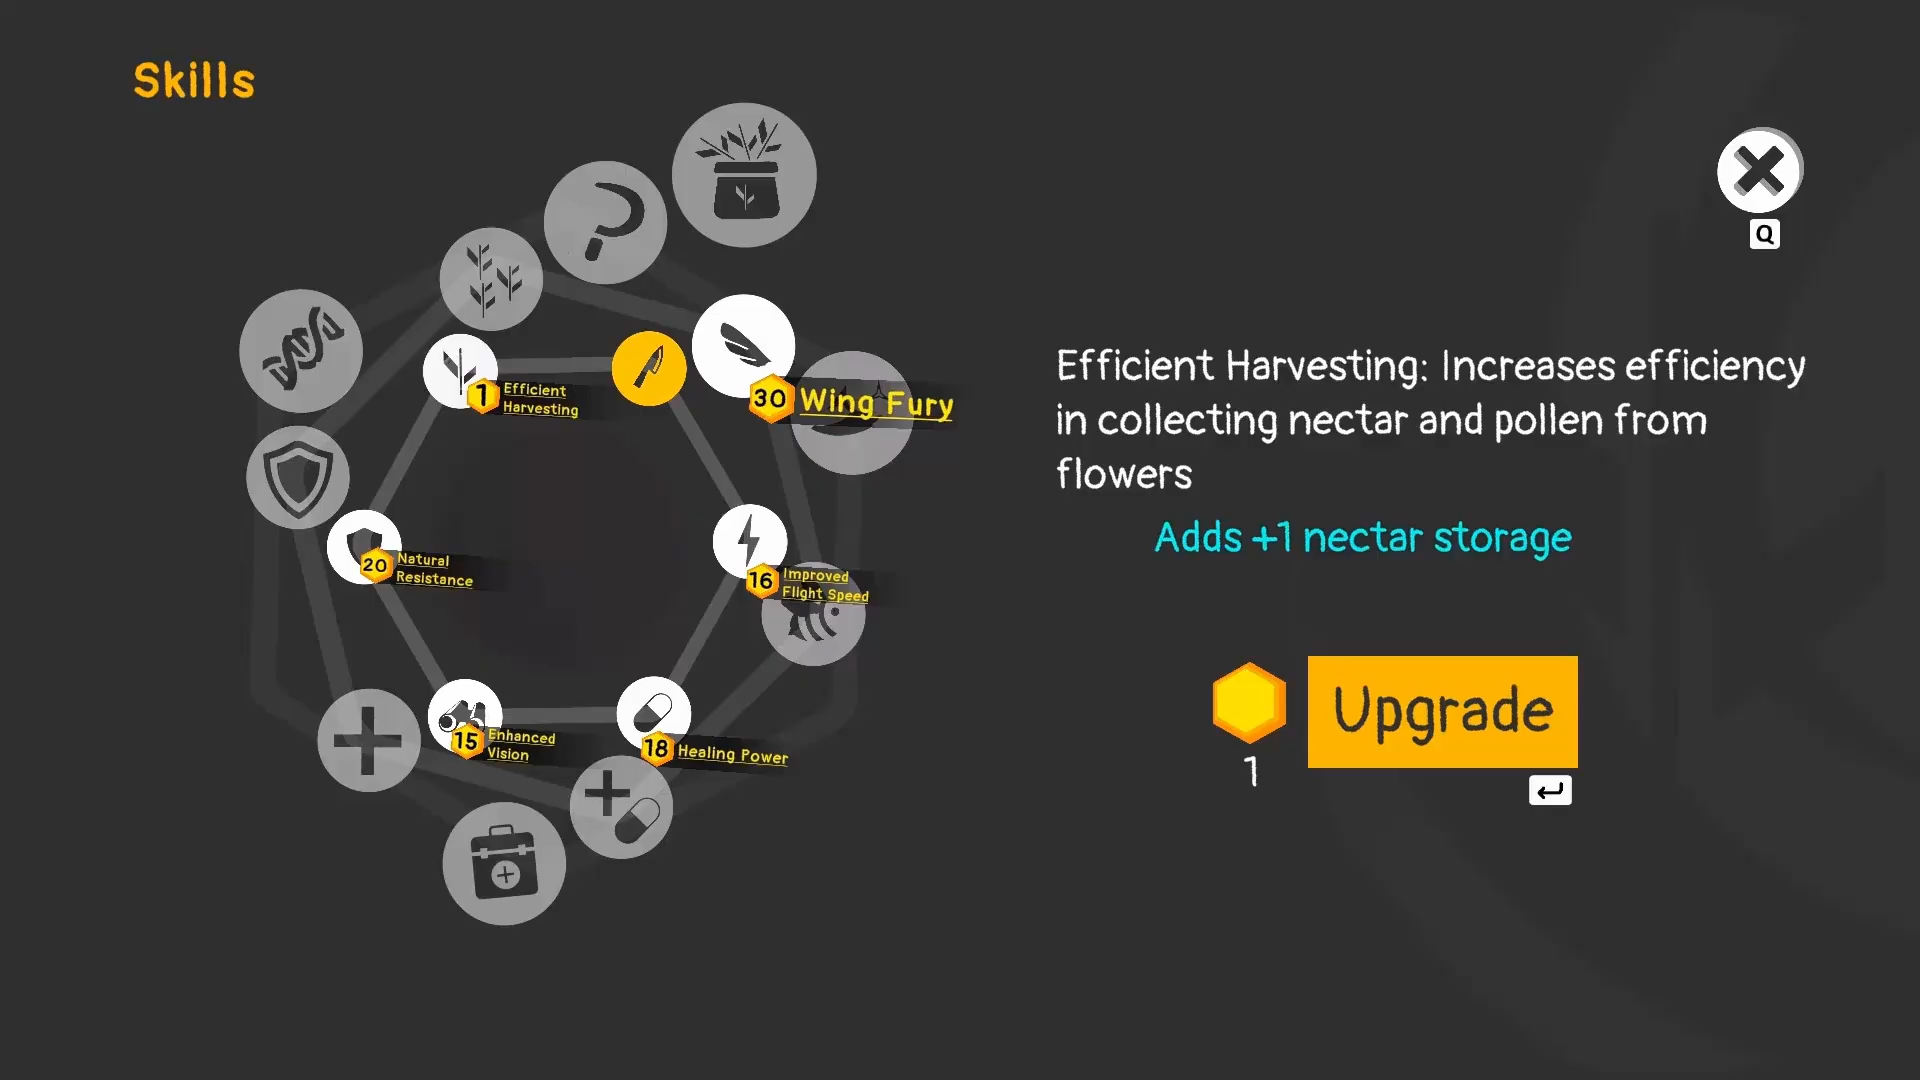 Skills
Q
1 Efficient
Harvesting
30 Wing Fury
Efficient Harvesting: Increases efficiency
in collecting nectar and pollen from
flowers
Adds +1 nectar storage
20 Natural
Resistance
16 Improved
Flight Speed
15 Enhanced
Vision
18 Healing Power
Upgrade
1